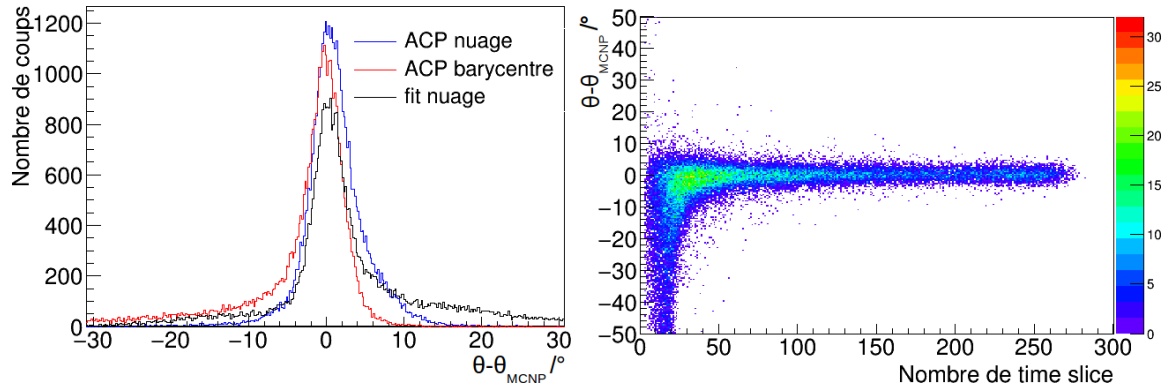 Nombre de coups
1200
1000
800
600
400
200
0
ACP nuage
ACP barycentre
fit nuage
−30 −20 −10 0 10 20 30
θ-θMCNP /°
θ-θMCNP /°
50
40
30
20
10
0
−10
−20
−30
−40
−50
0 50 100 150 200 250 300
Nombre de time slice
30
25
20
15
10
5
0